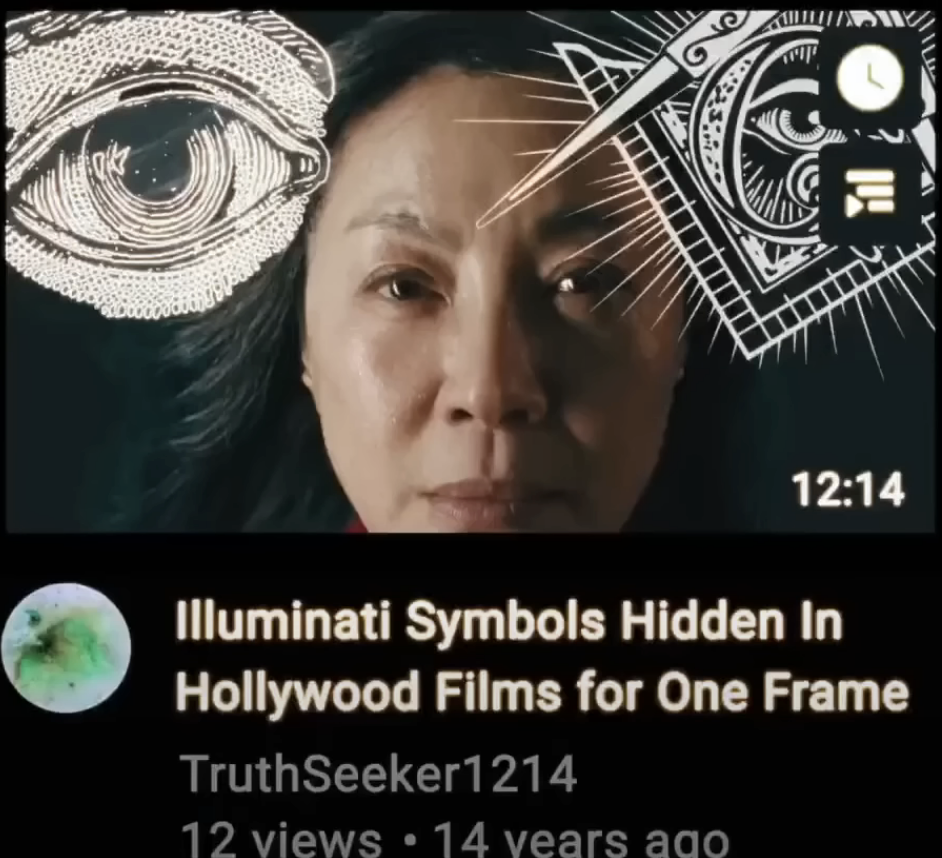 12:14
Illuminati Symbols Hidden In
Hollywood Films for One Frame
TruthSeeker1214
12 views • 14 years ago